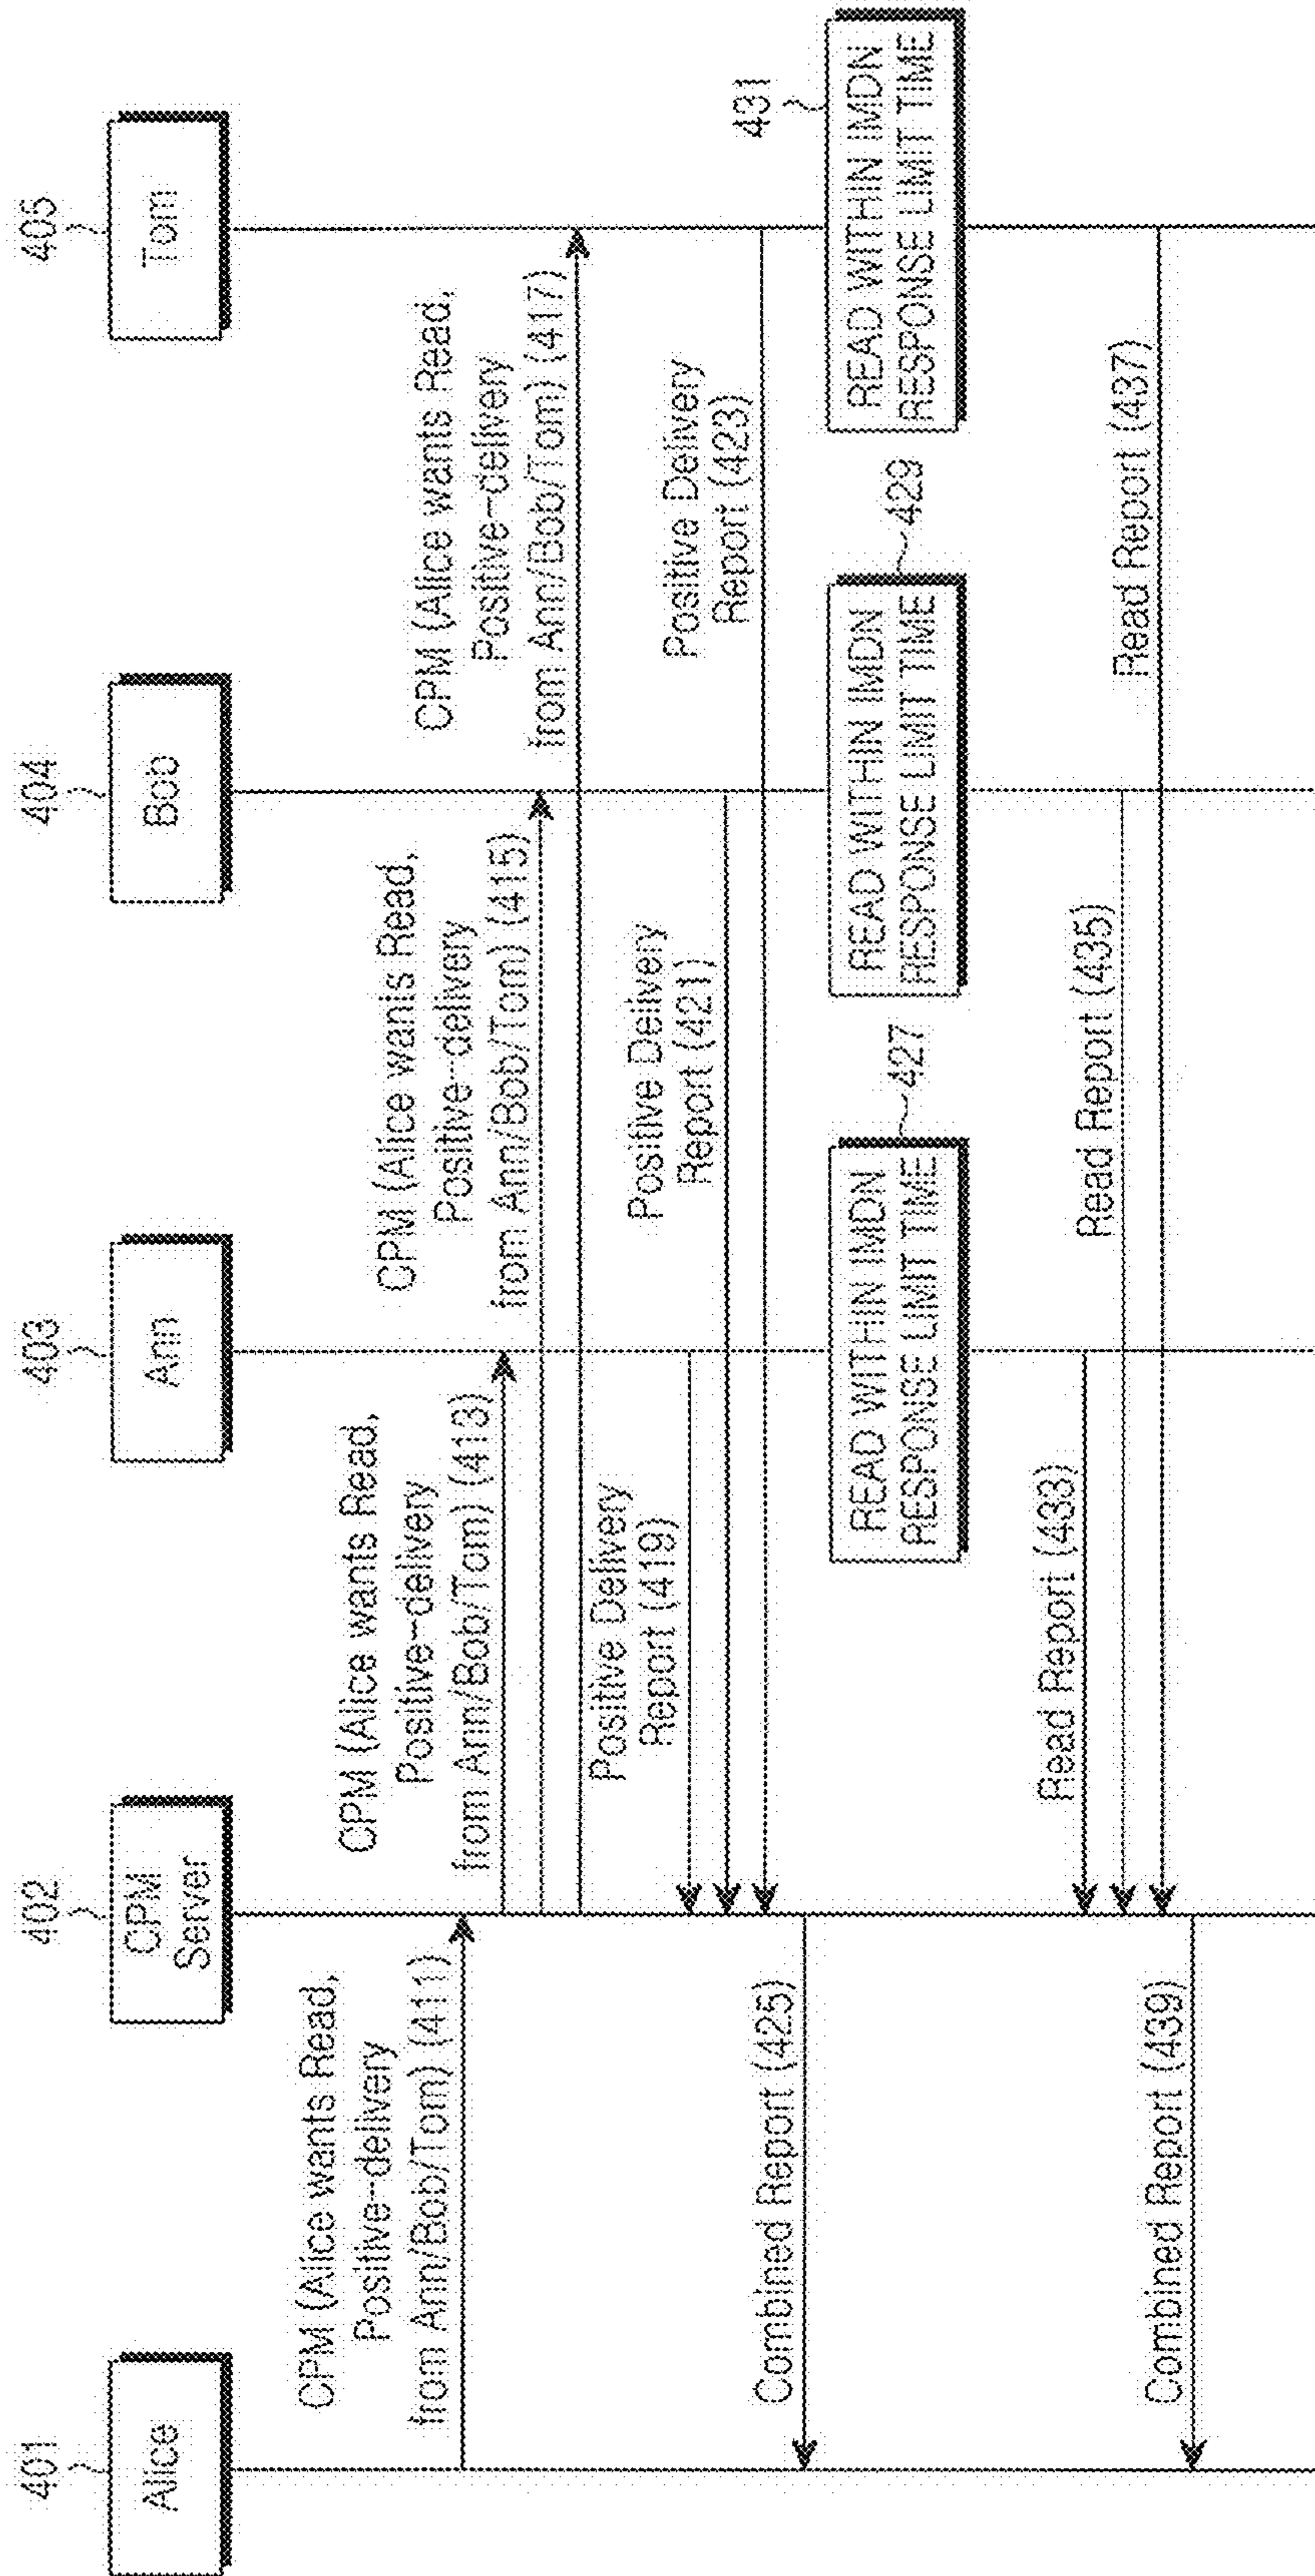 401
Alice
402
CPM
Server
403
Ann
404
Bob
405
Tom
CPM (Alice wants Read,
Positive-delivery
from Ann/Bob/Tom) (411)
CPM (Alice wants Read,
Positive-delivery
from Ann/Bob/Tom) (413)
CPM (Alice wants Read,
Positive-delivery
from Ann/Bob/Tom) (415)
CPM (Alice wants Read,
Positive-delivery
from Ann/Bob/Tom) (417)
Positive Delivery
Report (419)
Positive Delivery
Report (421)
Positive Delivery
Report (423)
Combined Report (425)
READ WITHIN IMDN
RESPONSE LIMIT TIME
427
READ WITHIN IMDN
RESPONSE LIMIT TIME
429
READ WITHIN IMDN
RESPONSE LIMIT TIME
431
Read Report (433)
Read Report (435)
Read Report (437)
Combined Report (439)